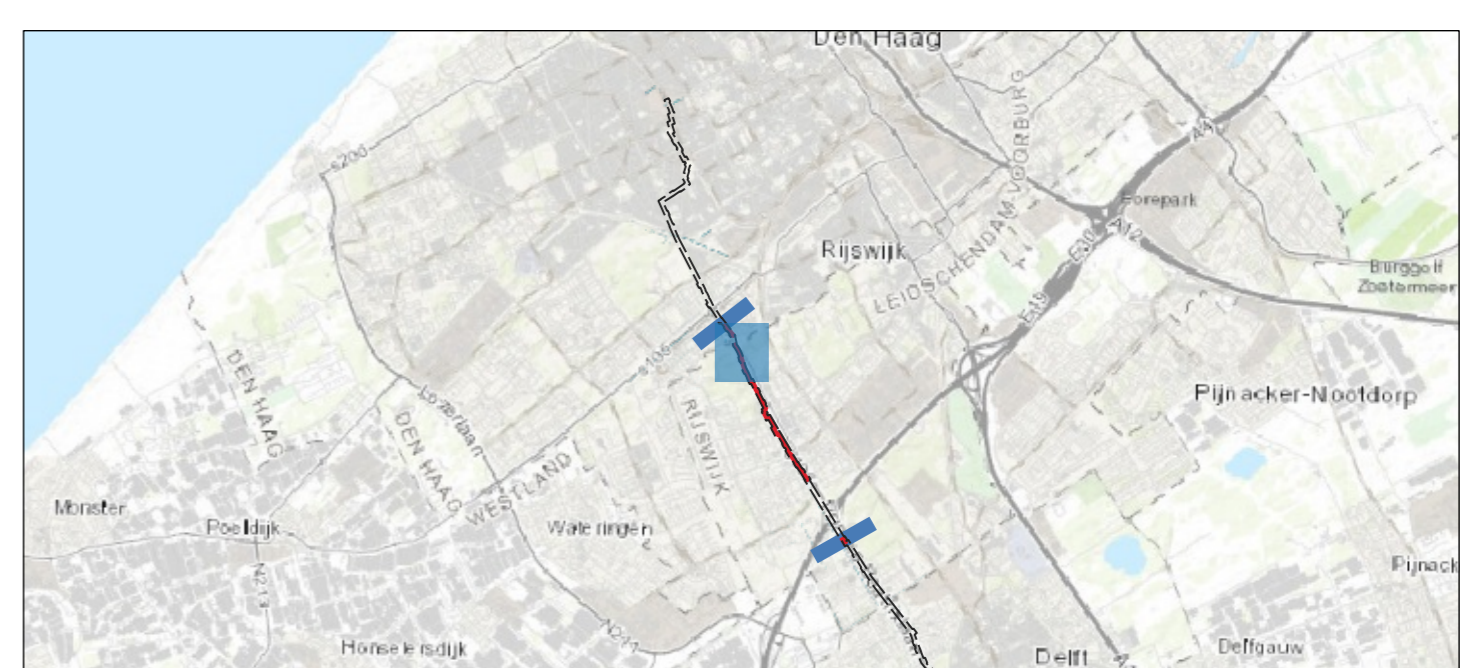 Den Haag
s200
A4
Forepark
A12
E30
LEIDSCHENDAM-VOORBURG
Rijswijk
Burggolf
Zoetermeer
E19
s106
DEN HAAG
Lozerlaan
RIJSWIJK
Pijnacker-Nootdorp
DEN HAAG
WESTLAND
Monster
Poeldijk
Wateringen
Pijnack
N213
N211
Honselersdijk
Delft
Delfgauw